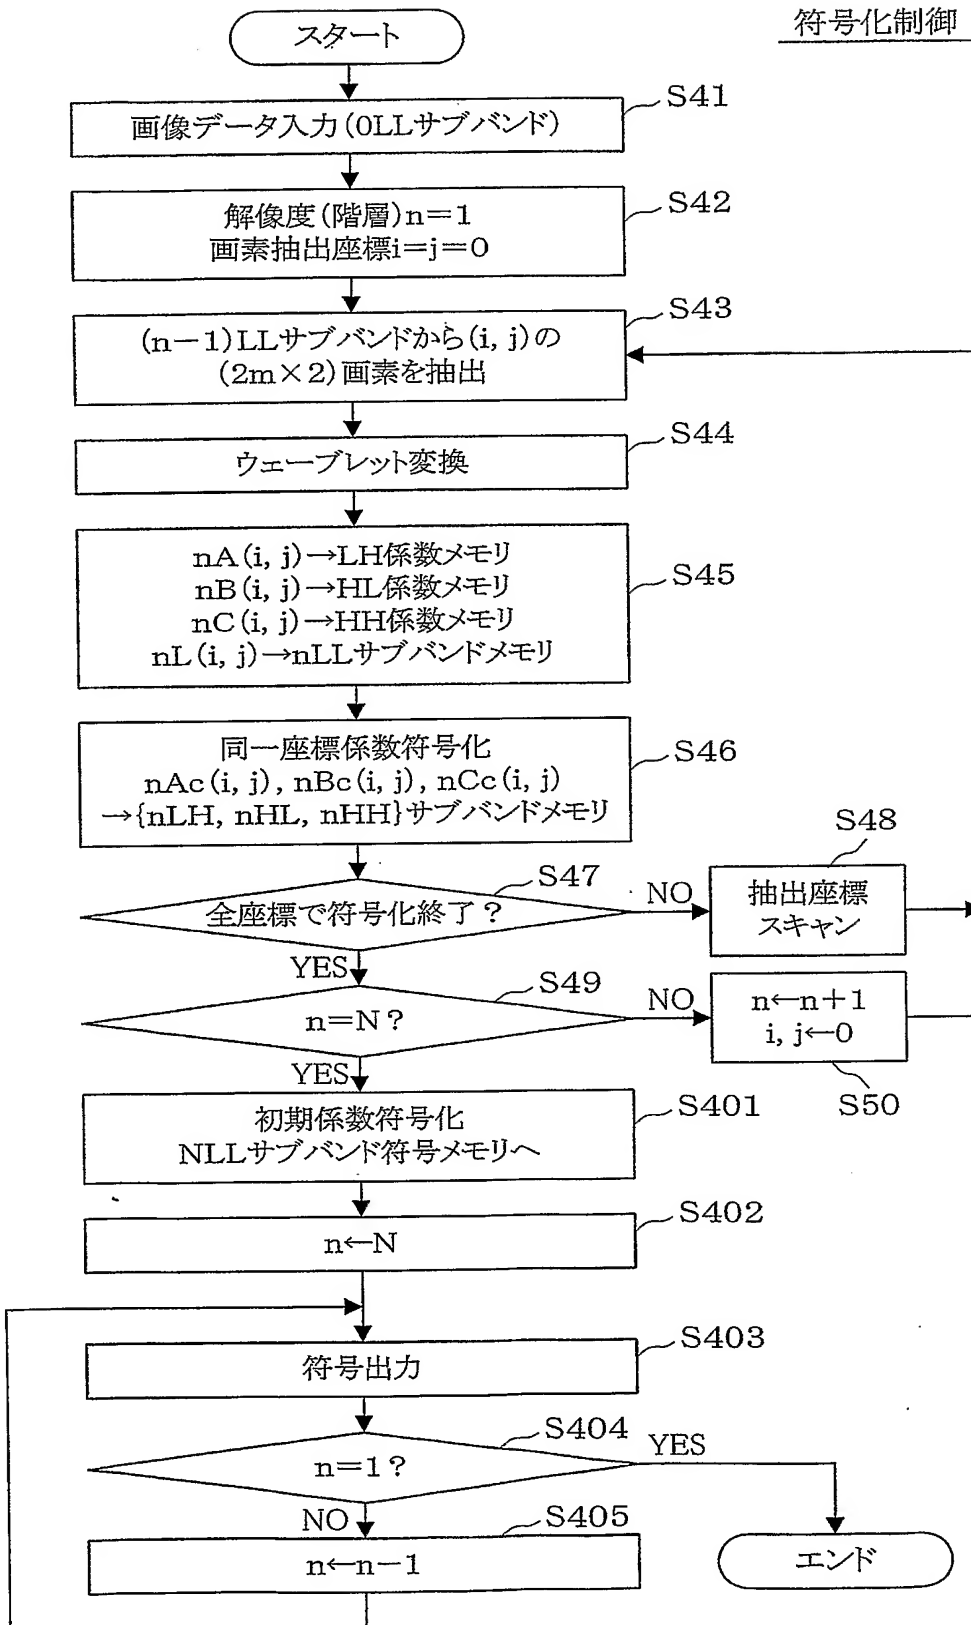 符号化制御
スタート
S41
画像データ入力(0LLサブバンド)
S42
解像度(階層)n=1
画素抽出座標i=j=0
S43
(n-1)LLサブバンドから(i, j)の
(2m×2)画素を抽出
S44
ウェーブレット変換
S45
nA(i, j)→LH係数メモリ
nB(i, j)→HL係数メモリ
nC(i, j)→HH係数メモリ
nL(i, j)→nLLサブバンドメモリ
S46
同一座標係数符号化
nAc(i, j), nBc(i, j), nCc(i, j)
→{nLH, nHL, nHH}サブバンドメモリ
S47
全座標で符号化終了?
NO
S48
抽出座標
スキャン
YES
S49
n=N?
NO
n←n+1
i, j←0
S50
YES
S401
初期係数符号化
NLLサブバンド符号メモリへ
S402
n←N
S403
符号出力
S404
n=1?
YES
NO
S405
n←n-1
エンド